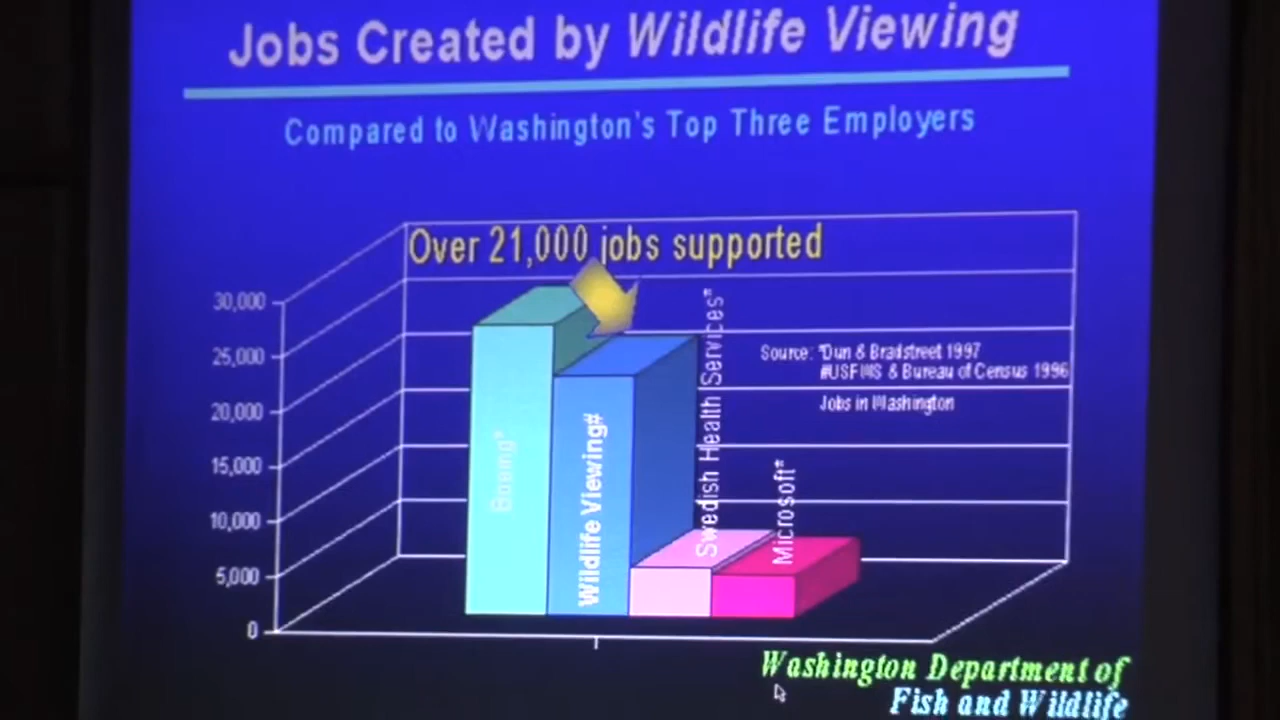 Jobs Created by Wildlife Viewing
Compared to Washington's Top Three Employers
Over 21,000 jobs supported
30,000
25,000
20,000
15,000
10,000
5,000
0
Boeing*
Wildlife Viewing#
Swedish Health Services*
Microsoft*
Source: *Dun & Bradstreet 1997
#USFWS & Bureau of Census 1996
Jobs in Washington
Washington Department of
Fish and Wildlife